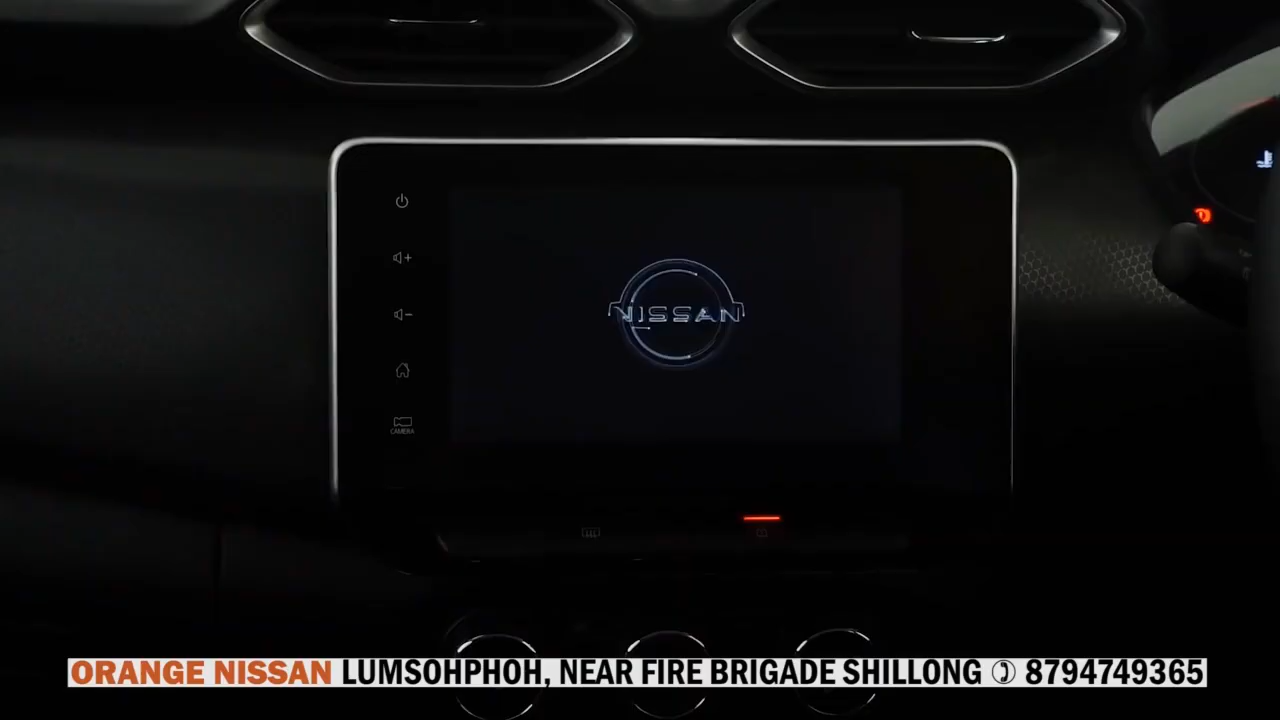 NISSAN
CAMERA
ORANGE NISSAN LUMSOHPHOH, NEAR FIRE BRIGADE SHILLONG ✆ 8794749365